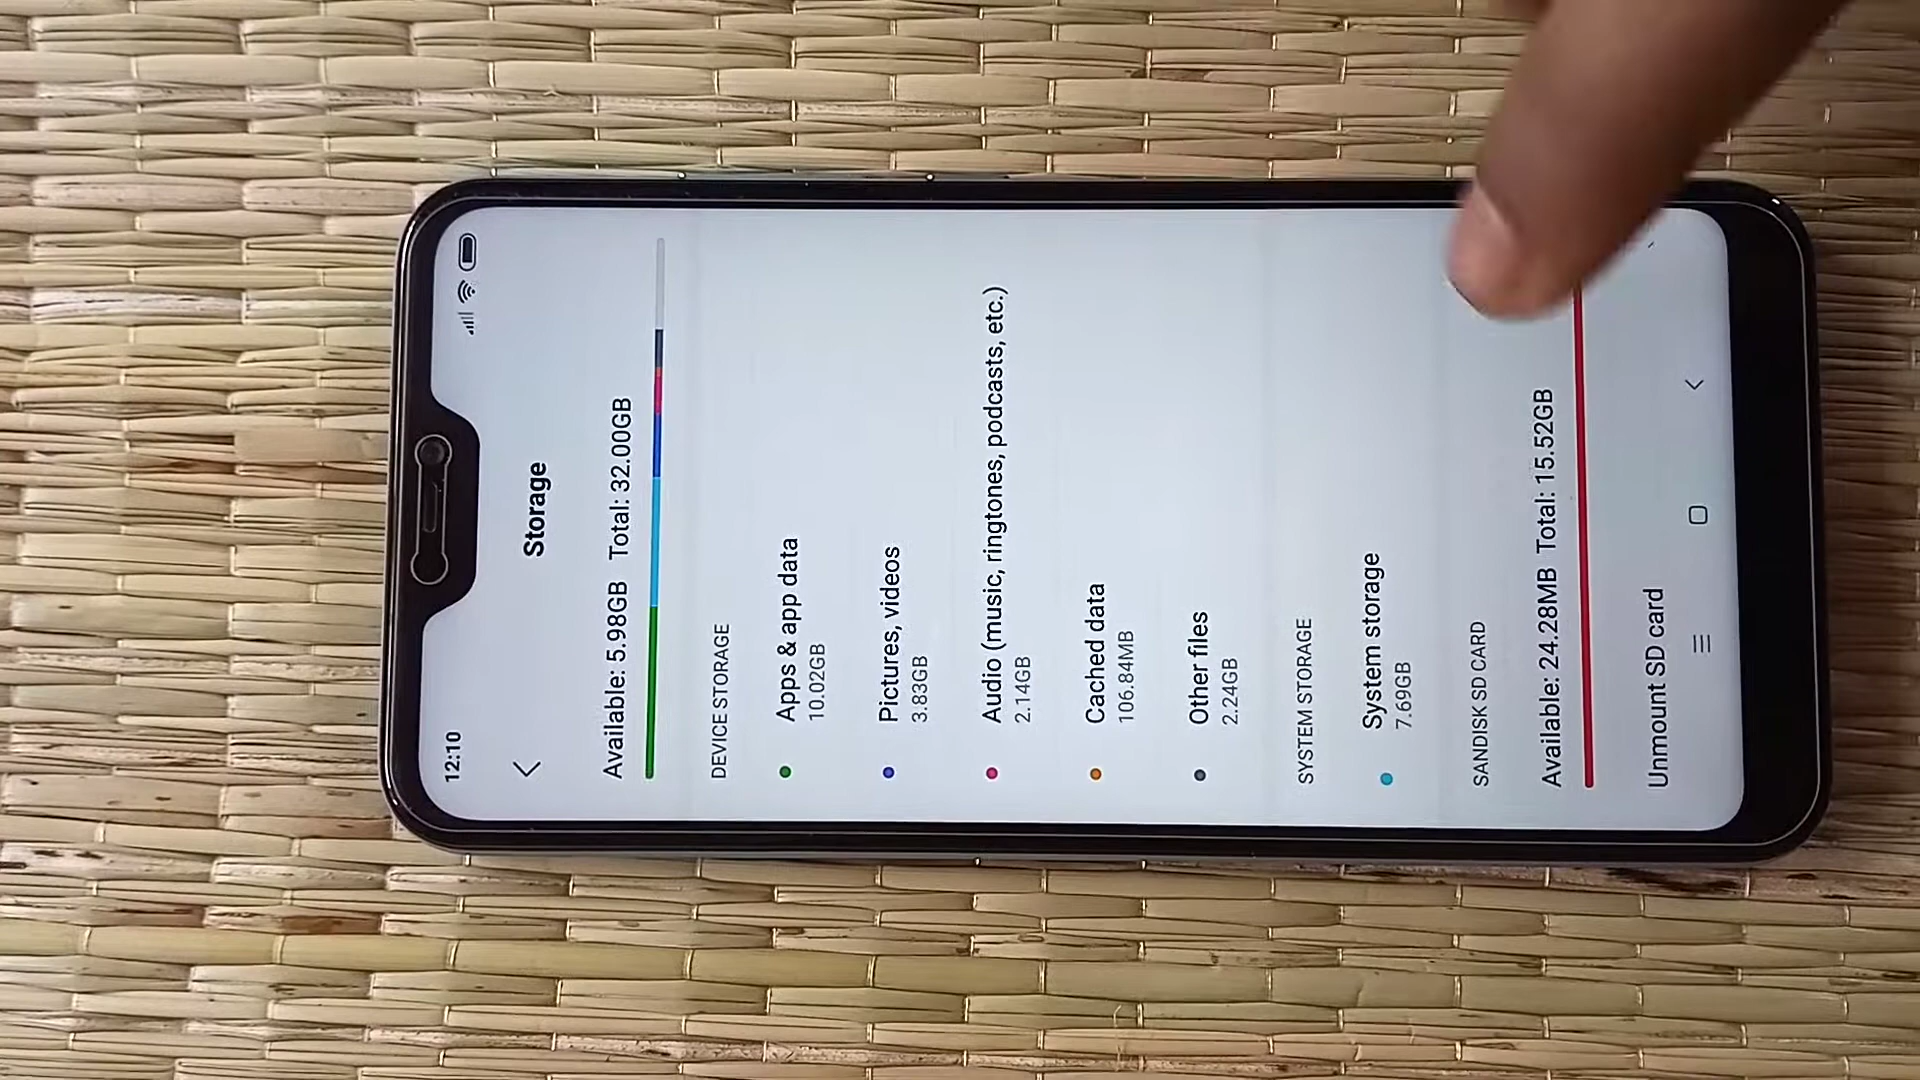 12:10
Storage
Available: 5.98GB Total: 32.00GB
DEVICE STORAGE
Apps & app data
10.02GB
Pictures, videos
3.83GB
Audio (music, ringtones, podcasts, etc.)
2.14GB
Cached data
106.84MB
Other files
2.24GB
SYSTEM STORAGE
System storage
7.69GB
SANDISK SD CARD
Available: 24.28MB Total: 15.52GB
Unmount SD card